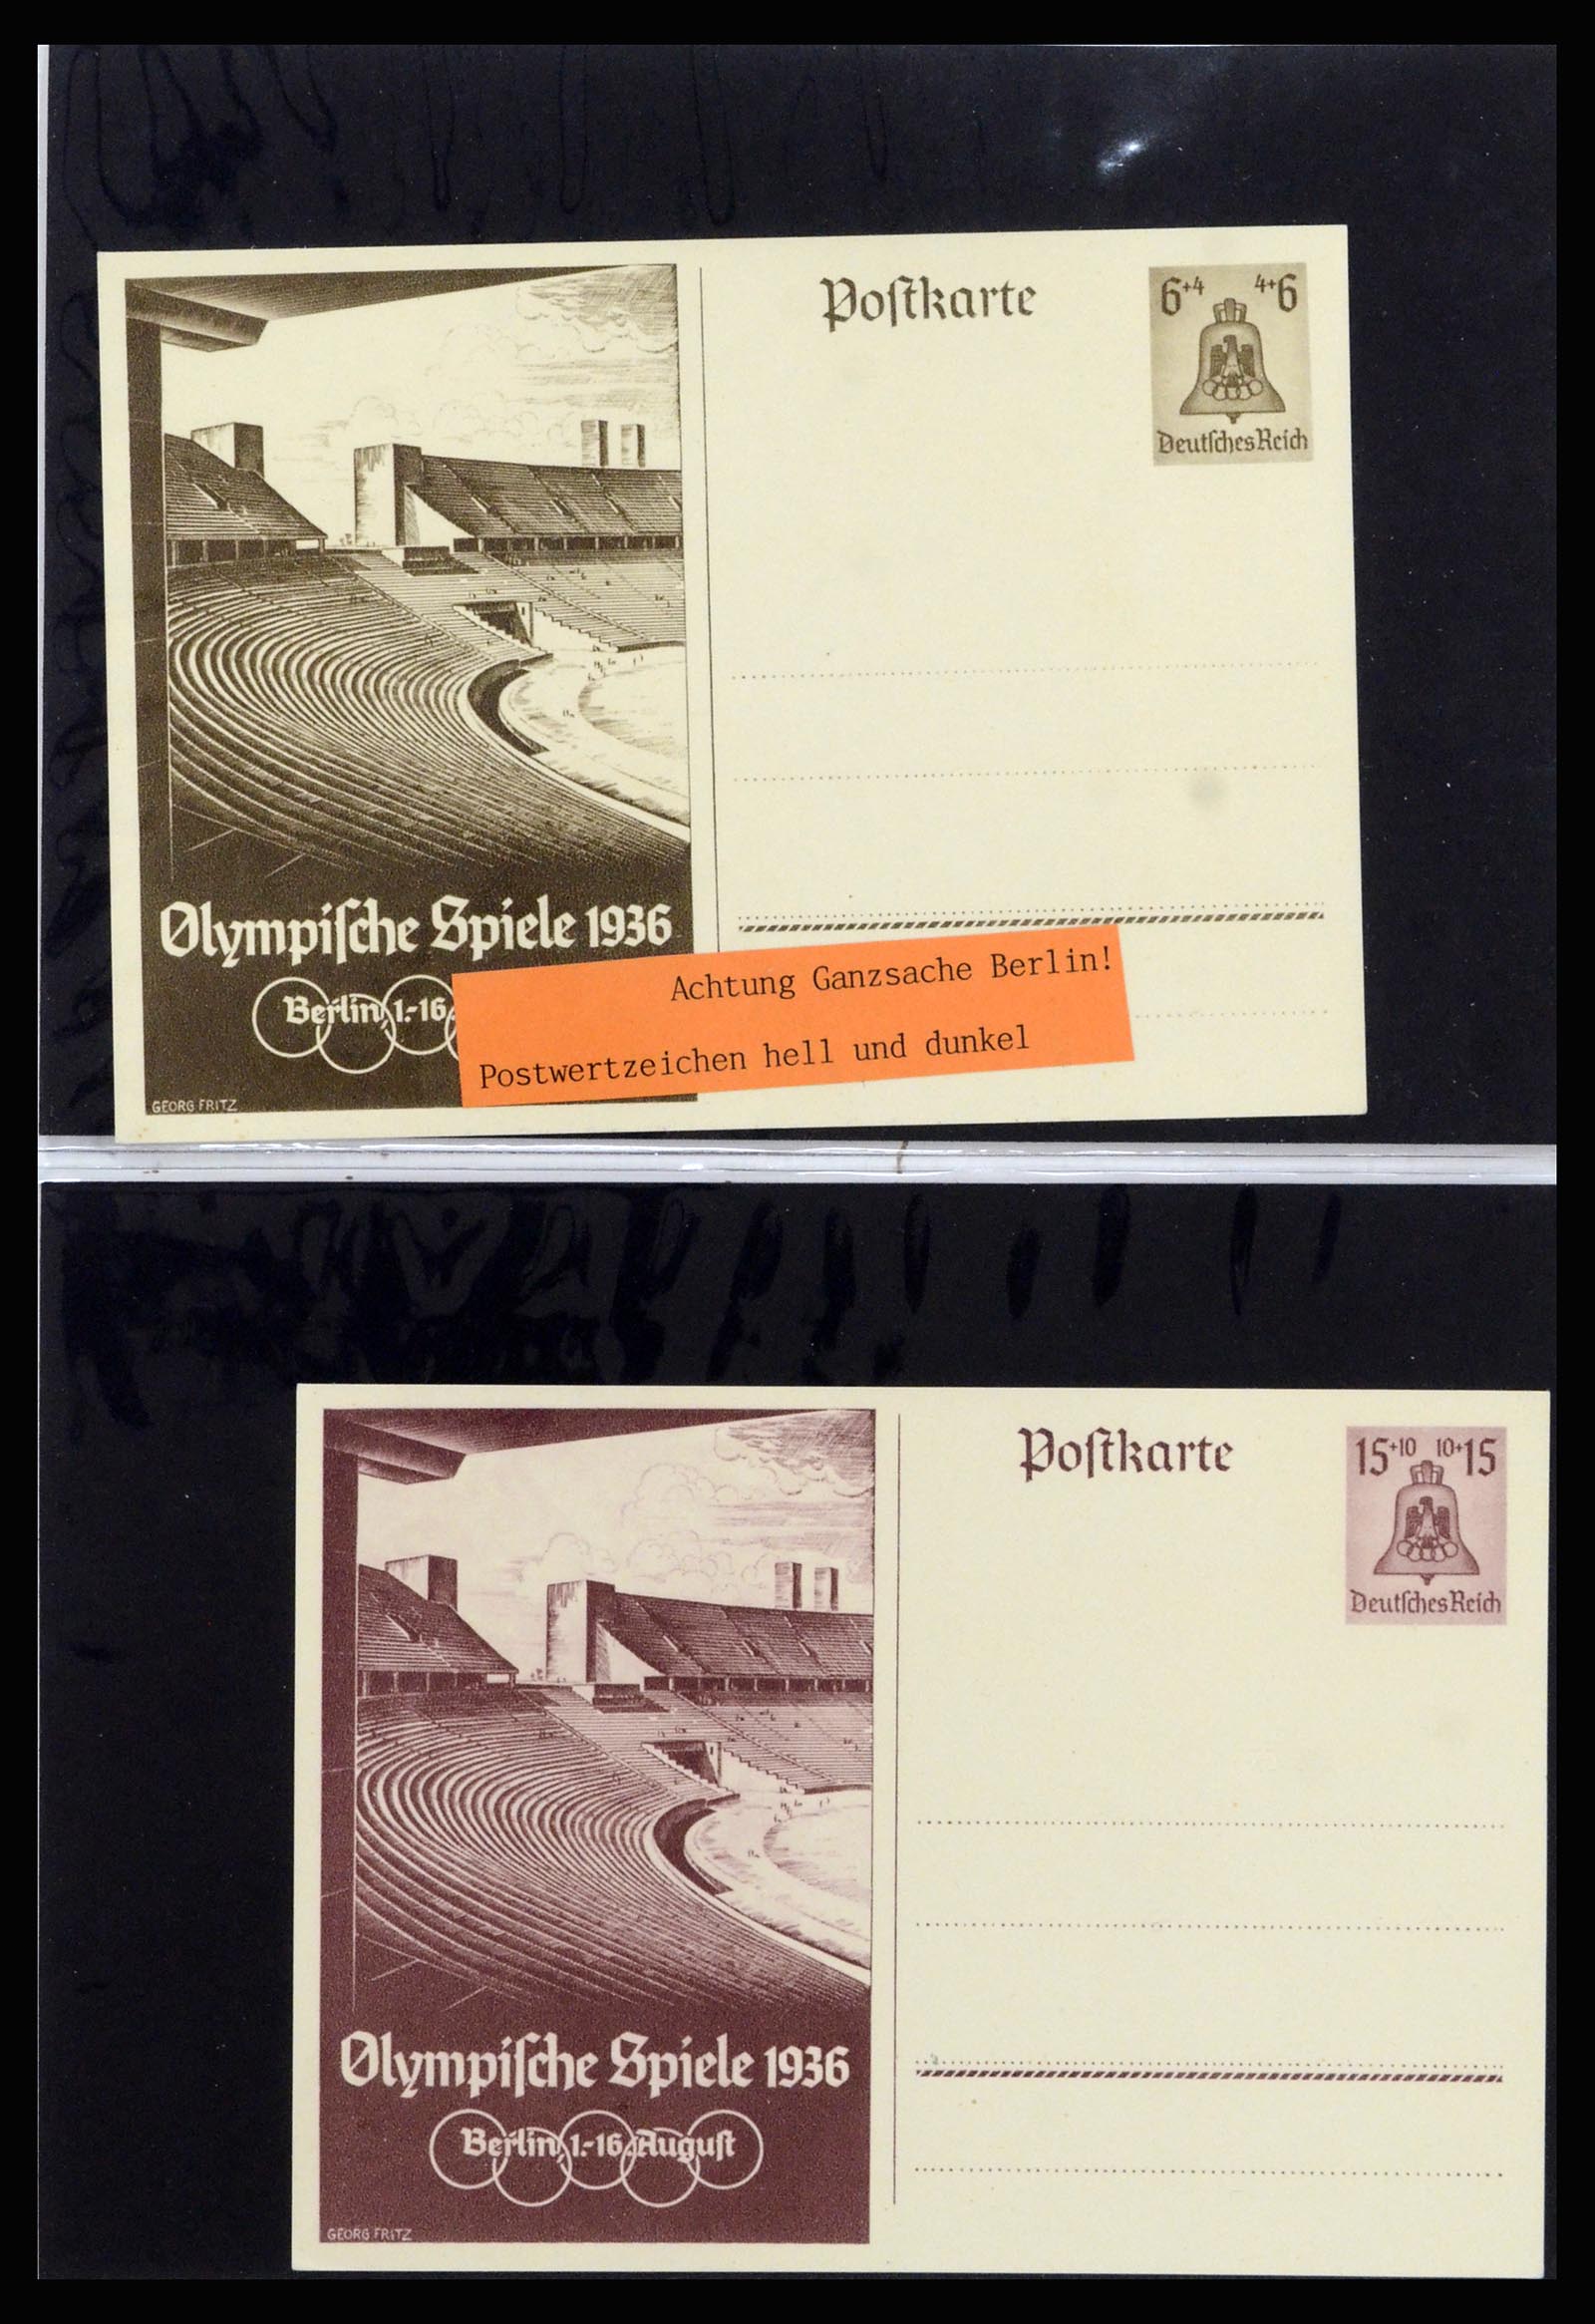 Poſtkarte
6+4 4+6
Deutſches Reich
Olympiſche Spiele 1936
Berlin, 1.-16.
GEORG FRITZ
Achtung Ganzsache Berlin!
Postwertzeichen hell und dunkel
Poſtkarte
15+10 10+15
Deutſches Reich
Olympiſche Spiele 1936
Berlin, 1.-16. Auguſt
GEORG FRITZ